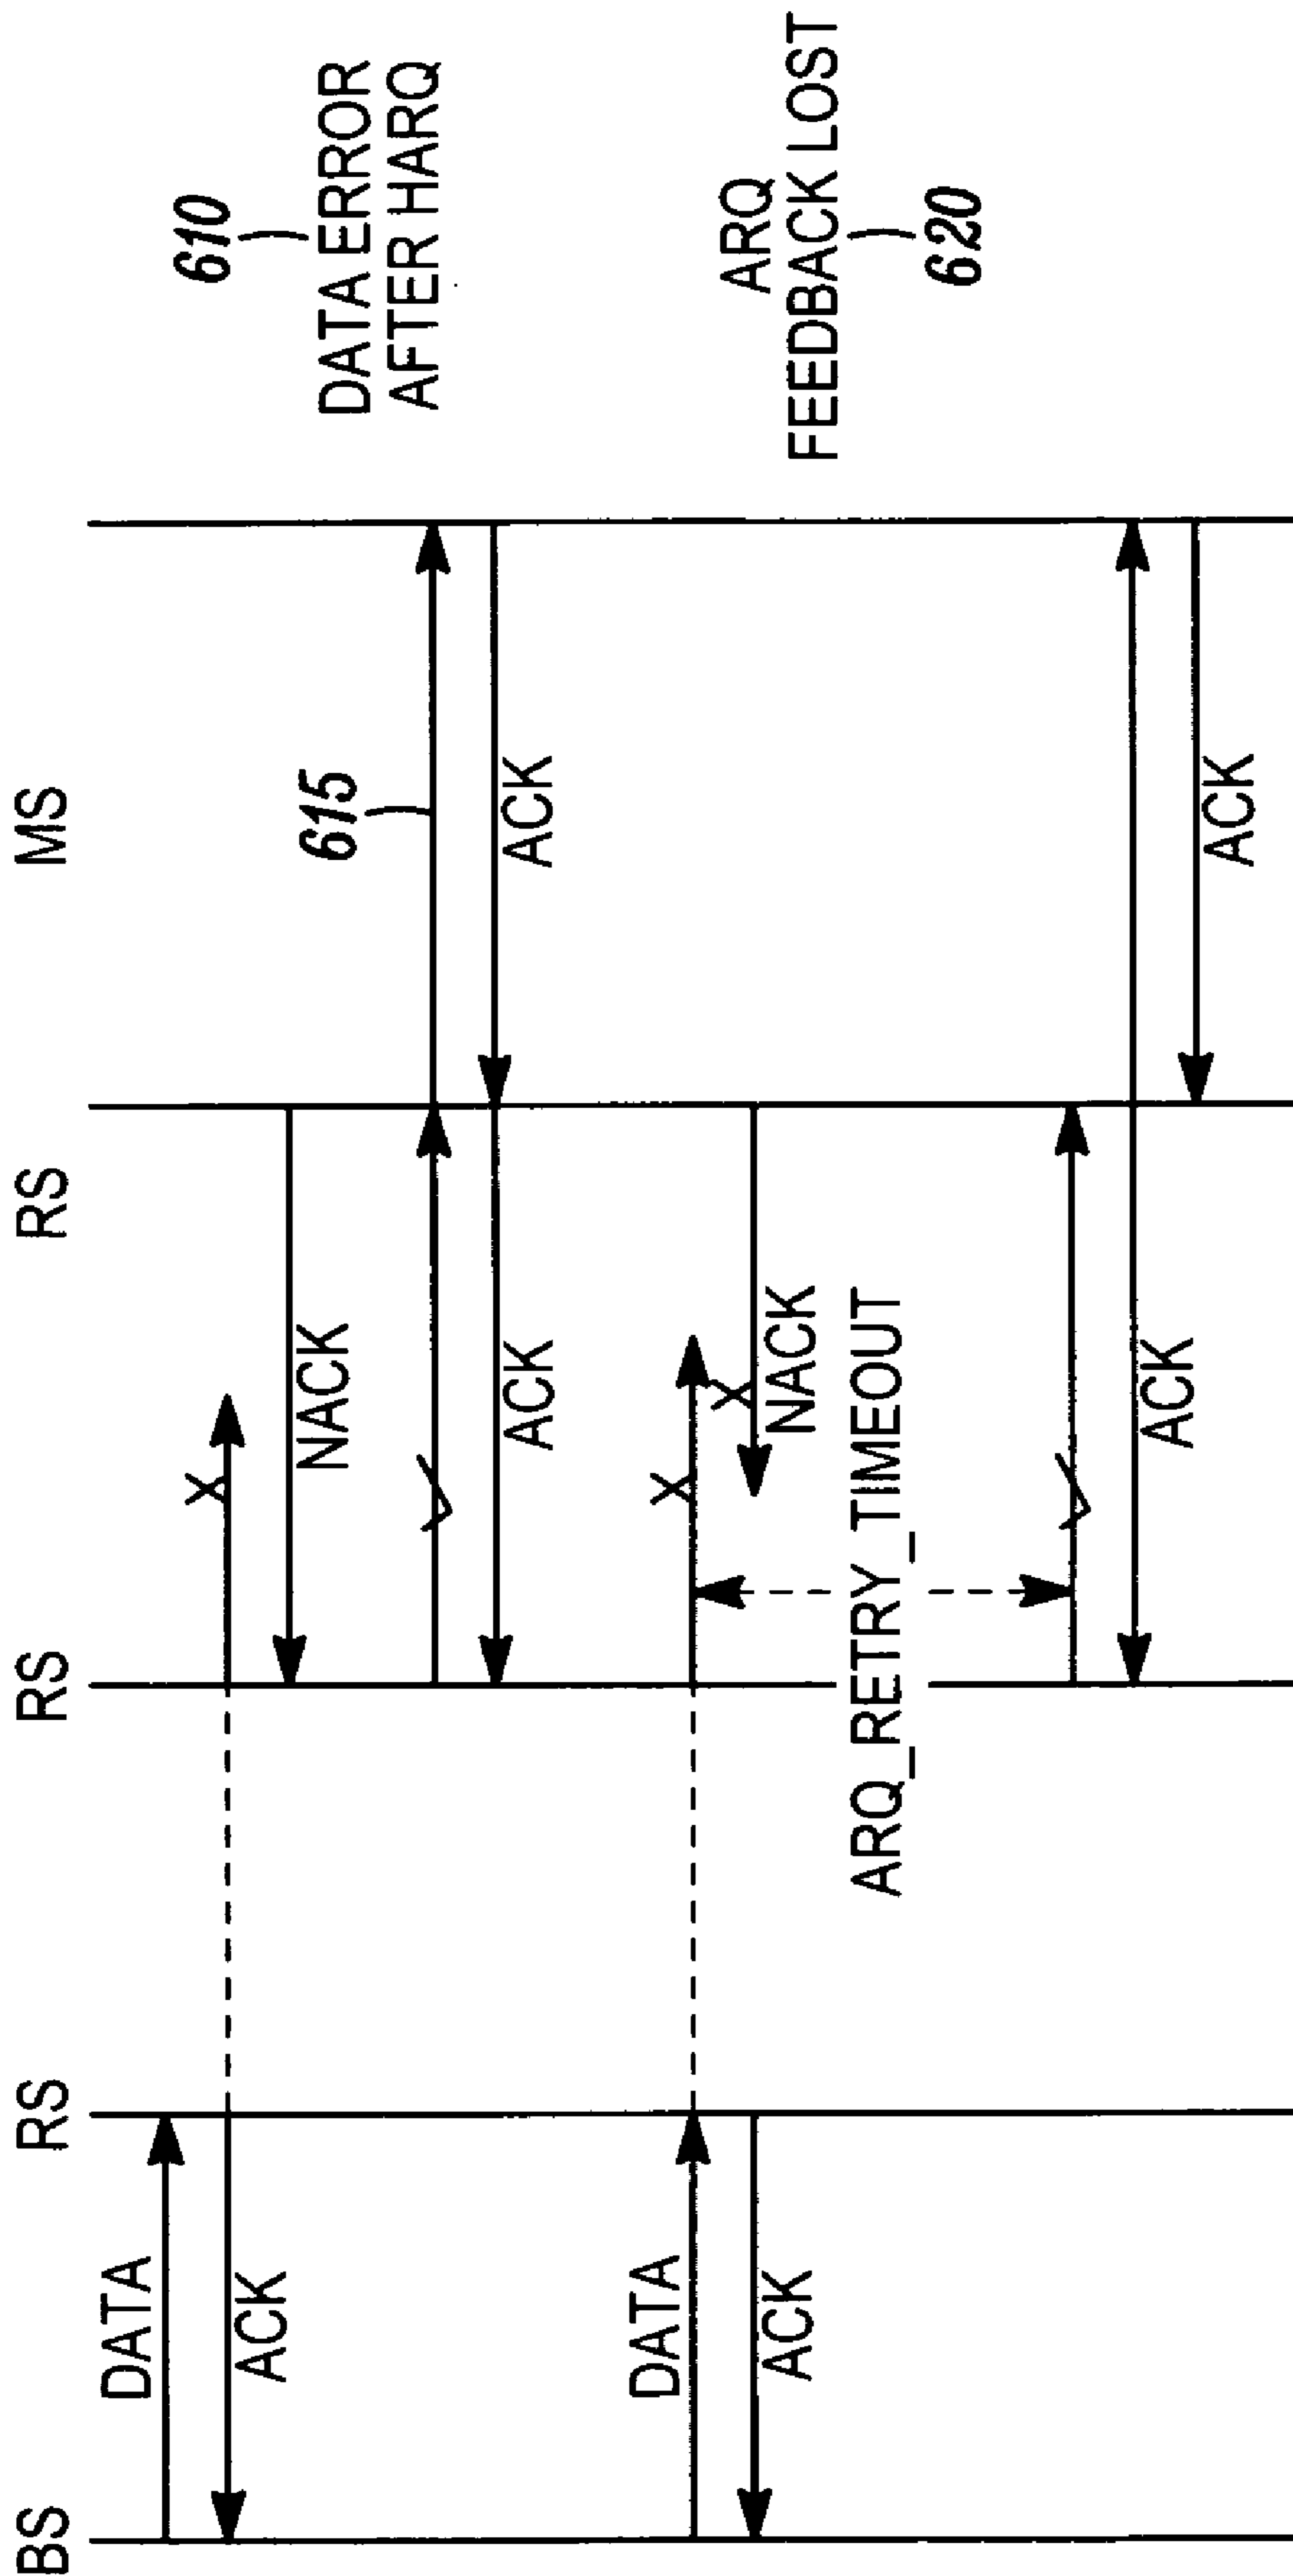 BS
RS
RS
RS
MS
DATA
ACK
NACK
615
ACK
ACK
610
DATA ERROR
AFTER HARQ
DATA
ACK
NACK
ARQ_RETRY_TIMEOUT
ACK
ACK
ARQ
FEEDBACK LOST
620
X
X
X